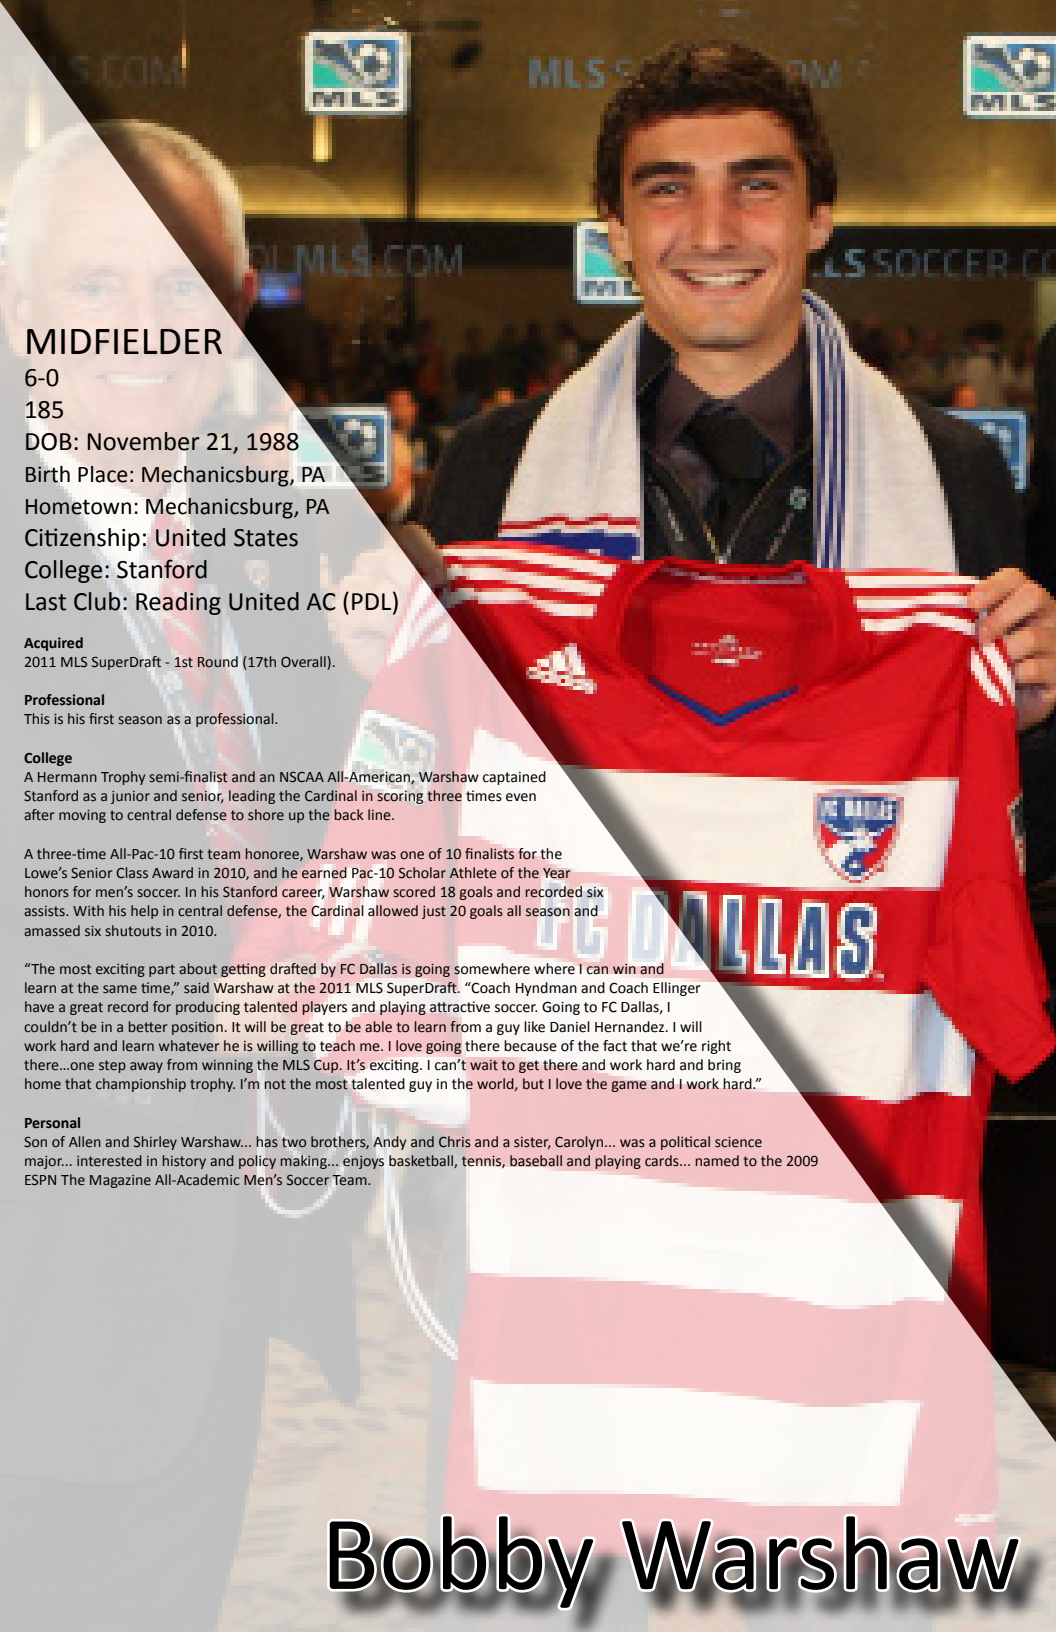 S.COM
MLS
MLS
MLS
MLS.COM
MLS
LS SOCCER
MIDFIELDER
6-0
185
DOB: November 21, 1988
Birth Place: Mechanicsburg, PA
Hometown: Mechanicsburg, PA
Citizenship: United States
College: Stanford
Last Club: Reading United AC (PDL)
Acquired
2011 MLS SuperDraft - 1st Round (17th Overall).
Professional
This is his first season as a professional.
College
A Hermann Trophy semi-finalist and an NSCAA All-American, Warshaw captained
Stanford as a junior and senior, leading the Cardinal in scoring three times even
after moving to central defense to shore up the back line.
A three-time All-Pac-10 first team honoree, Warshaw was one of 10 finalists for the
Lowe's Senior Class Award in 2010, and he earned Pac-10 Scholar Athlete of the Year
honors for men's soccer. In his Stanford career, Warshaw scored 18 goals and recorded six
assists. With his help in central defense, the Cardinal allowed just 20 goals all season and
amassed six shutouts in 2010.
“The most exciting part about getting drafted by FC Dallas is going somewhere where I can win and
learn at the same time,” said Warshaw at the 2011 MLS SuperDraft. “Coach Hyndman and Coach Ellinger
have a great record for producing talented players and playing attractive soccer. Going to FC Dallas, I
couldn't be in a better position. It will be great to be able to learn from a guy like Daniel Hernandez. I will
work hard and learn whatever he is willing to teach me. I love going there because of the fact that we're right
there...one step away from winning the MLS Cup. It's exciting. I can't wait to get there and work hard and bring
home that championship trophy. I'm not the most talented guy in the world, but I love the game and I work hard.”
Personal
Son of Allen and Shirley Warshaw... has two brothers, Andy and Chris and a sister, Carolyn... was a political science
major... interested in history and policy making... enjoys basketball, tennis, baseball and playing cards... named to the 2009
ESPN The Magazine All-Academic Men's Soccer Team.
adidas
FC DALLAS
FC DALLAS
Bobby Warshaw